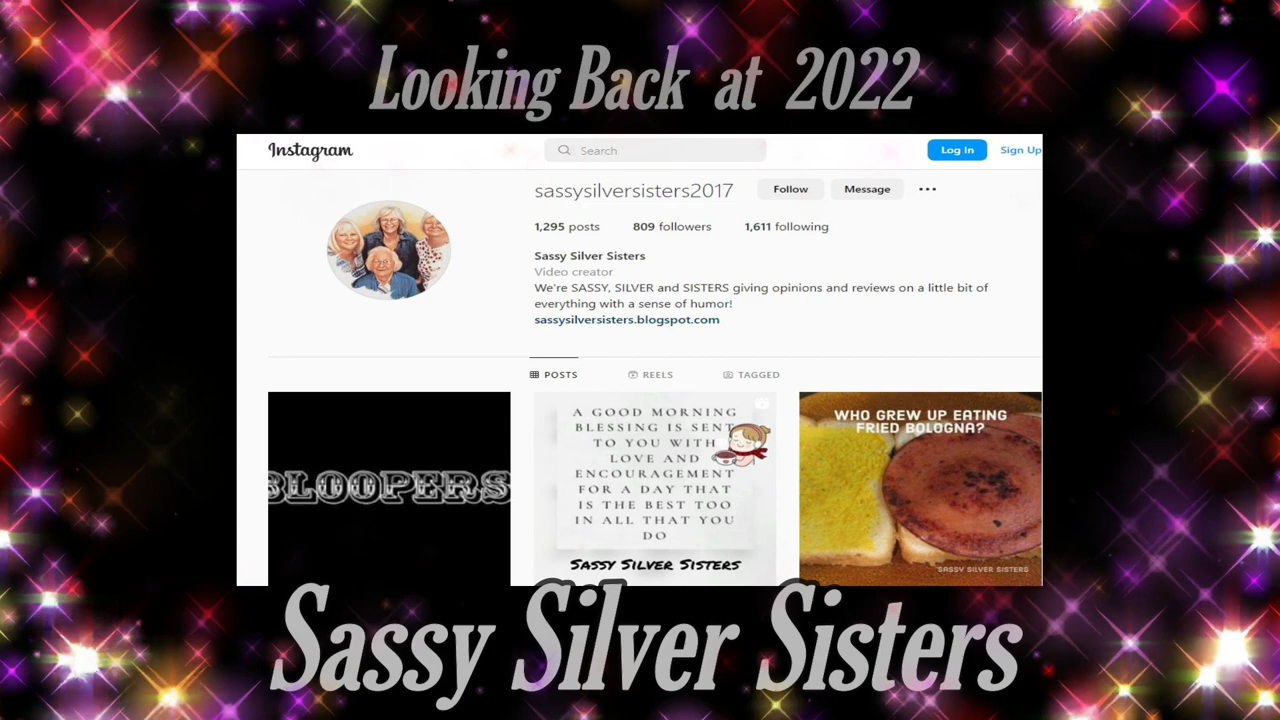 Looking Back at 2022
Instagram
Search
Log In
Sign Up
sassysilversisters2017
Follow
Message
1,295 posts
809 followers
1,611 following
Sassy Silver Sisters
Video creator
We're SASSY, SILVER and SISTERS giving opinions and reviews on a little bit of
everything with a sense of humor!
sassysilversisters.blogspot.com
POSTS
REELS
TAGGED
BLOOPERS
A GOOD MORNING
BLESSING IS SENT
TO YOU WITH
LOVE AND
ENCOURAGEMENT
FOR A DAY THAT
IS THE BEST TOO
IN ALL THAT YOU
DO
SASSY SILVER SISTERS
WHO GREW UP EATING
FRIED BOLOGNA?
SASSY SILVER SISTERS
Sassy Silver Sisters